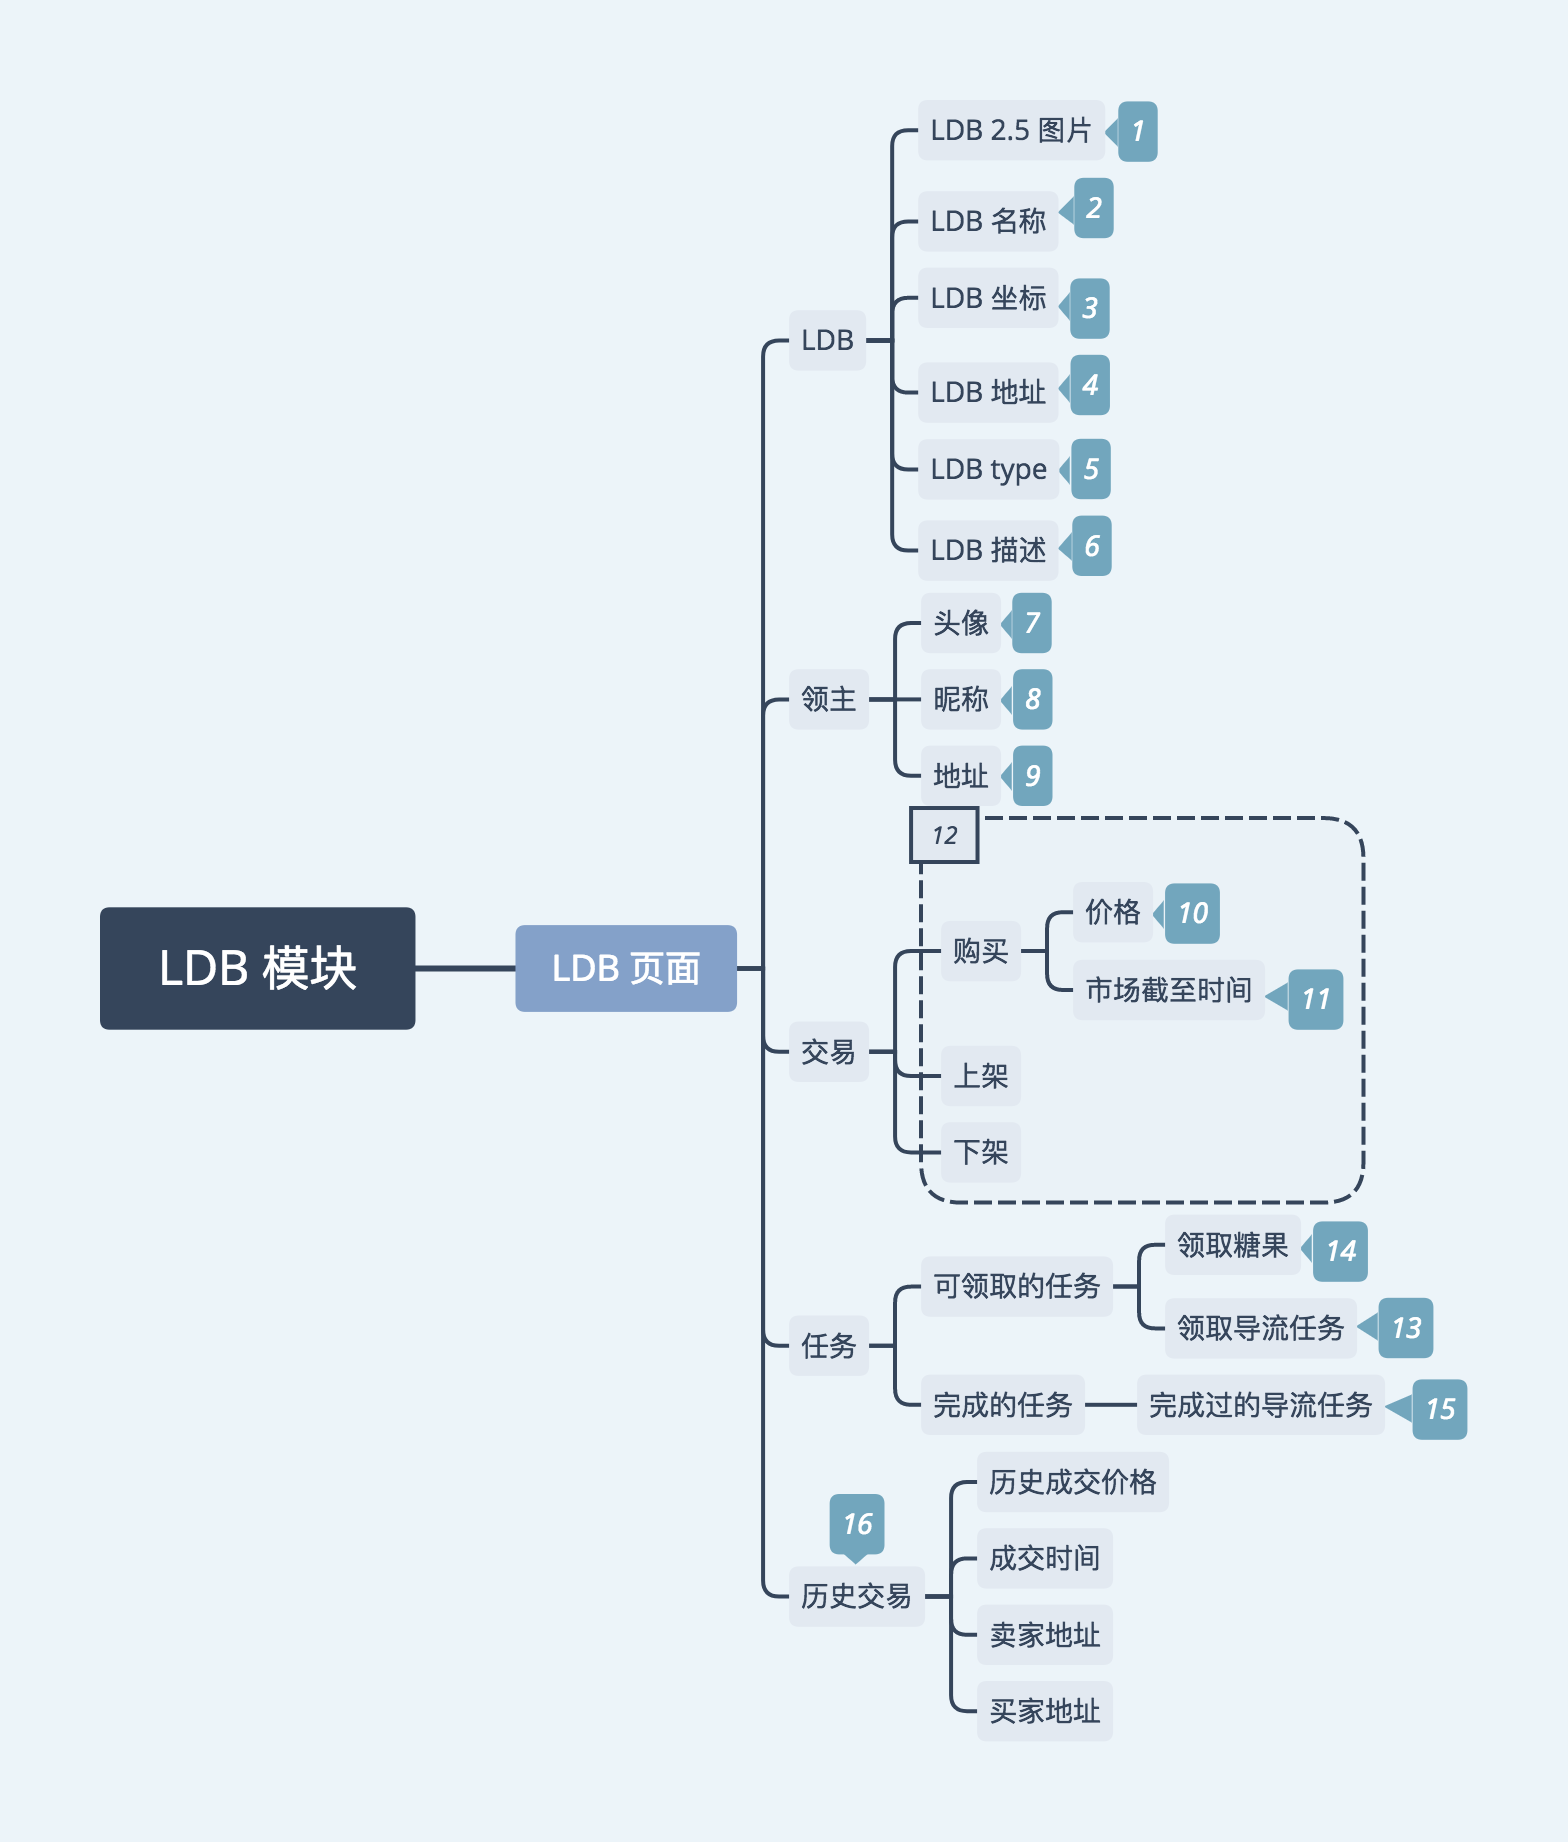 LDB 模块
LDB 页面
LDB
LDB 2.5 图片
1
LDB 名称
2
LDB 坐标
3
LDB 地址
4
LDB type
5
LDB 描述
6
领主
头像
7
昵称
8
地址
9
交易
12
购买
价格
10
市场截至时间
11
上架
下架
任务
可领取的任务
领取糖果
14
领取导流任务
13
完成的任务
完成过的导流任务
15
16
历史交易
历史成交价格
成交时间
卖家地址
买家地址